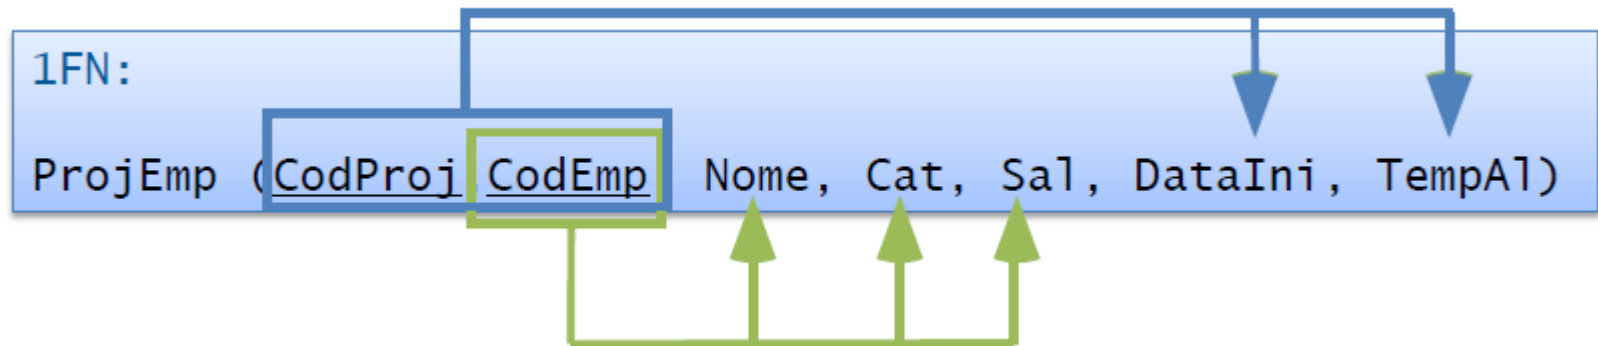 1FN:
ProjEmp (CodProj, CodEmp Nome, Cat, Sal, DataIni, TempAl)